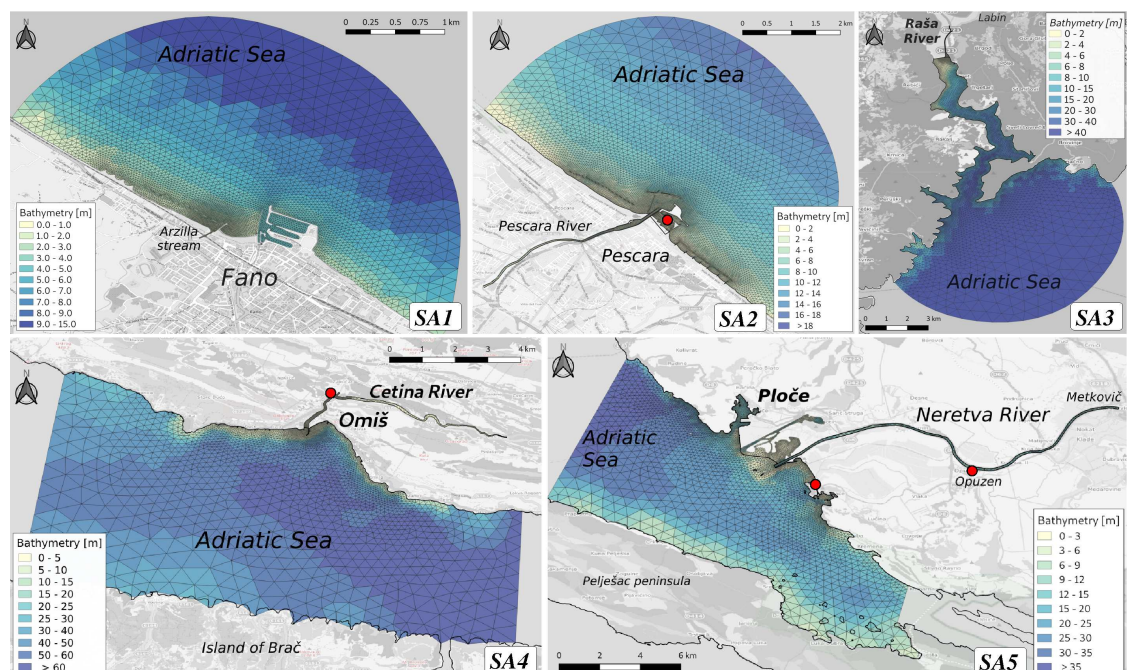 0 0.25 0.5 0.75 1 km
Adriatic Sea
Bathymetry [m]
0.0 - 1.0
1.0 - 2.0
2.0 - 3.0
3.0 - 4.0
4.0 - 5.0
5.0 - 6.0
6.0 - 7.0
7.0 - 8.0
8.0 - 9.0
9.0 - 15.0
Arzilla
stream
Fano
SA1
0 0.5 1 2 km
Adriatic Sea
Pescara River
Pescara
Bathymetry [m]
0 - 2
2 - 4
4 - 6
6 - 8
8 - 10
10 - 12
12 - 14
14 - 16
16 - 18
> 18
SA2
Raša
River
Labin
Bathymetry [m]
0 - 2
2 - 4
4 - 6
6 - 8
8 - 10
10 - 15
15 - 20
20 - 30
30 - 40
> 40
Adriatic Sea
0 1 2 3 km
SA3
0 1 2 3 4 km
Cetina River
Omiš
Adriatic Sea
Bathymetry [m]
0 - 5
5 - 10
10 - 15
15 - 20
20 - 25
25 - 30
30 - 40
40 - 50
50 - 60
> 60
Island of Brač
SA4
Ploče
Neretva River
Metkovič
Adriatic
Sea
Opuzen
Pelješac peninsula
Bathymetry [m]
0 - 3
3 - 6
6 - 9
9 - 12
12 - 15
15 - 20
20 - 25
25 - 30
30 - 35
> 35
0 2 4 6 km
SA5